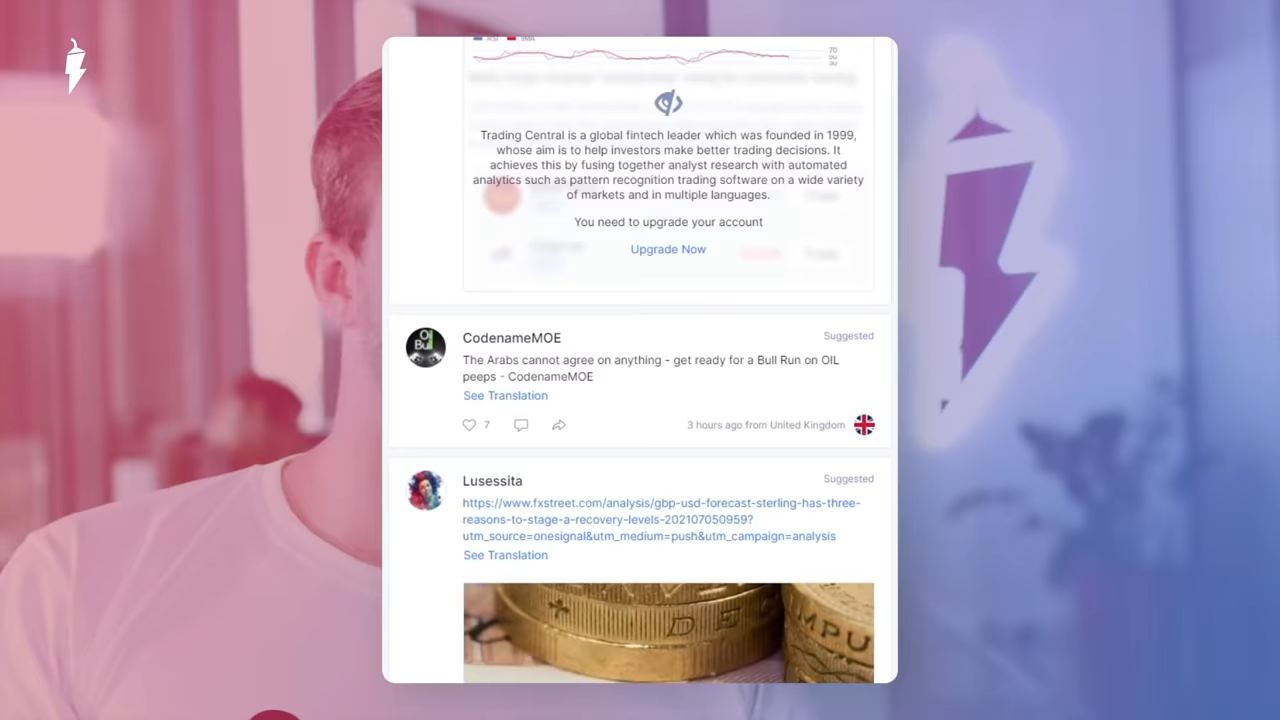 RSI SMA
70
Trading Central is a global fintech leader which was founded in 1999,
whose aim is to help investors make better trading decisions. It
achieves this by fusing together analyst research with automated
analytics such as pattern recognition trading software on a wide variety
of markets and in multiple languages.
You need to upgrade your account
Upgrade Now
CodenameMOE
Suggested
The Arabs cannot agree on anything - get ready for a Bull Run on OIL
peeps - CodenameMOE
See Translation
7
3 hours ago from United Kingdom
Lusessita
Suggested
https://www.fxstreet.com/analysis/gbp-usd-forecast-sterling-has-three-
reasons-to-stage-a-recovery-levels-202107050959?
utm_source=onesignal&utm_medium=push&utm_campaign=analysis
See Translation
DEC
MPU